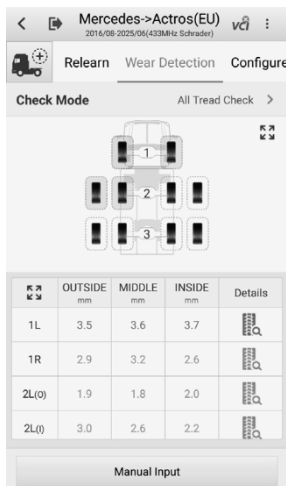 Mercedes->Actros(EU)
2016/08-2025/06(433MHz Schrader)
vci
Relearn Wear Detection Configure
Check Mode All Tread Check >
1
2
3
OUTSIDE mm MIDDLE mm INSIDE mm Details
1L 3.5 3.6 3.7
1R 2.9 3.2 2.6
2L(O) 1.9 1.8 2.0
2L(I) 3.0 2.6 2.2
Manual Input